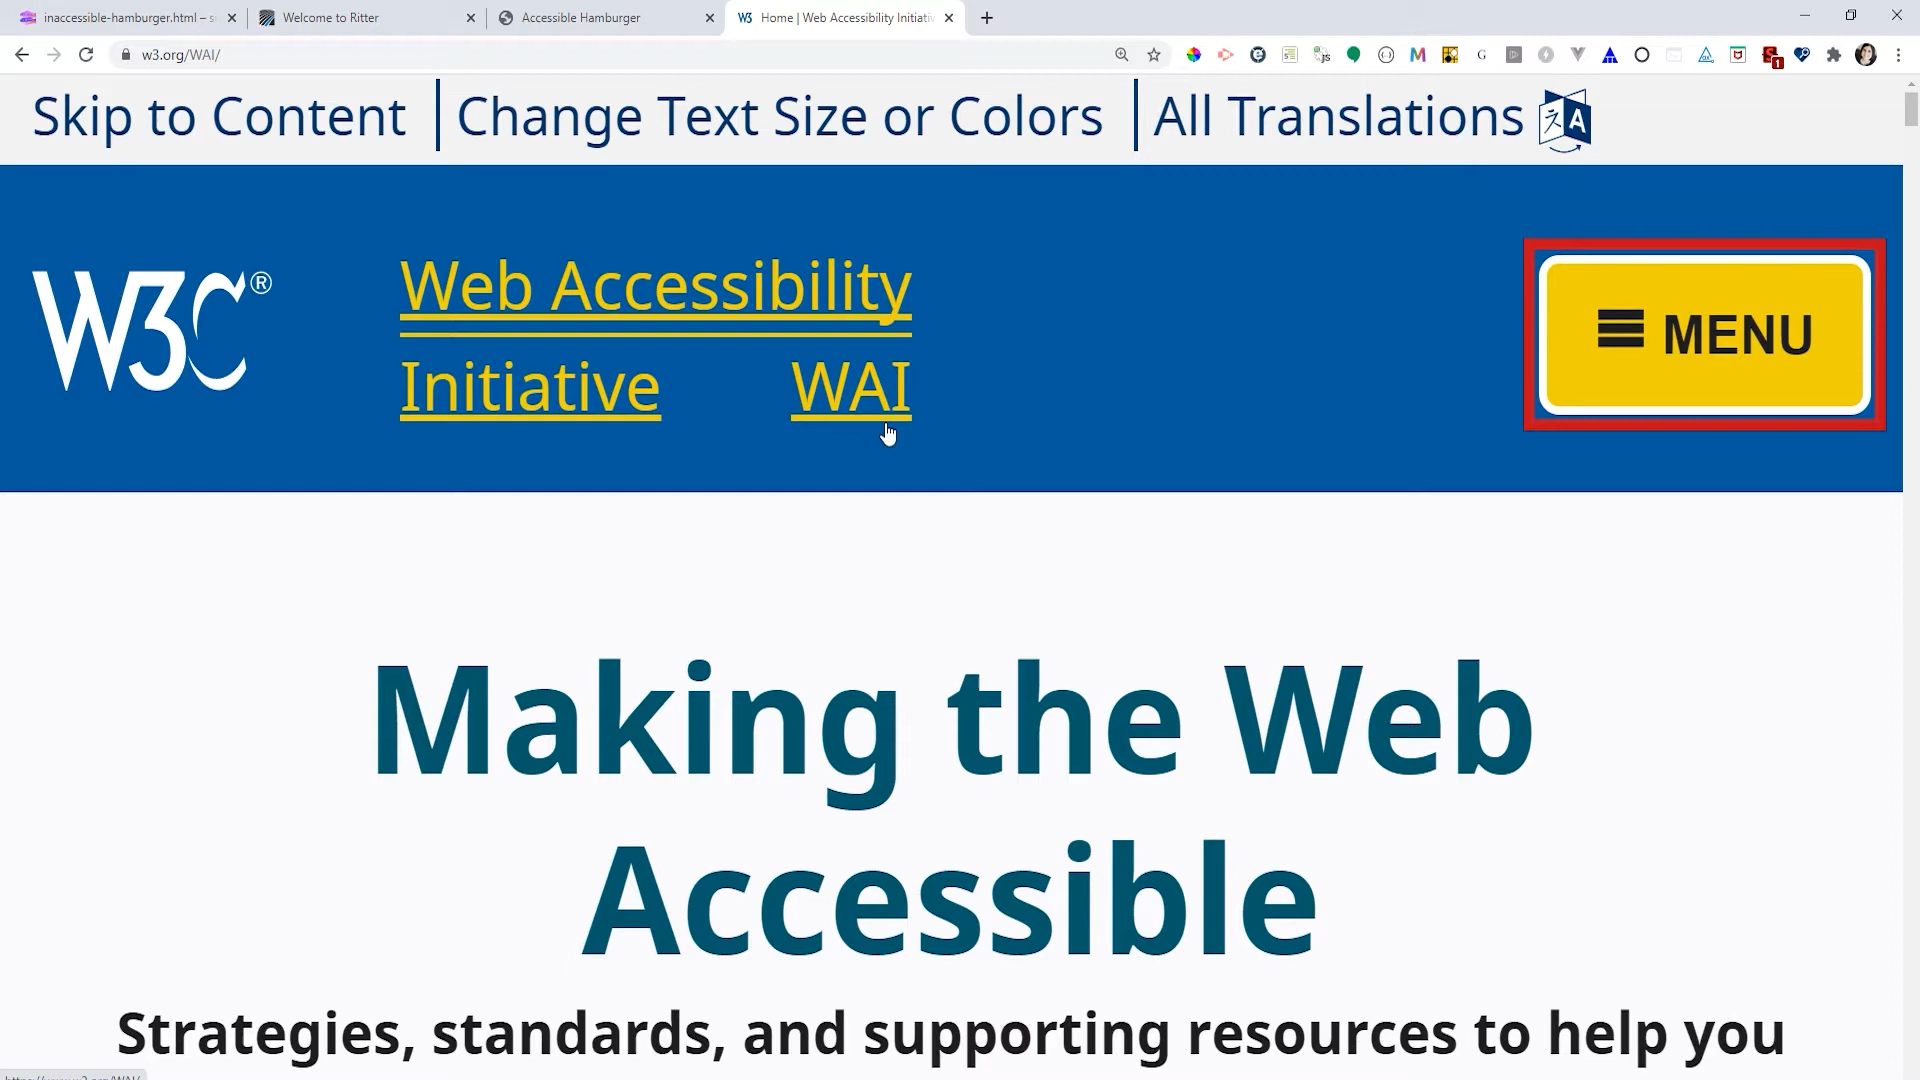 inaccessible-hamburger.html – s
Welcome to Ritter
Accessible Hamburger
W3 Home | Web Accessibility Initiativ
w3.org/WAI/
Skip to Content
Change Text Size or Colors
All Translations
W3C®
Web Accessibility
Initiative WAI
MENU
Making the Web
Accessible
Strategies, standards, and supporting resources to help you